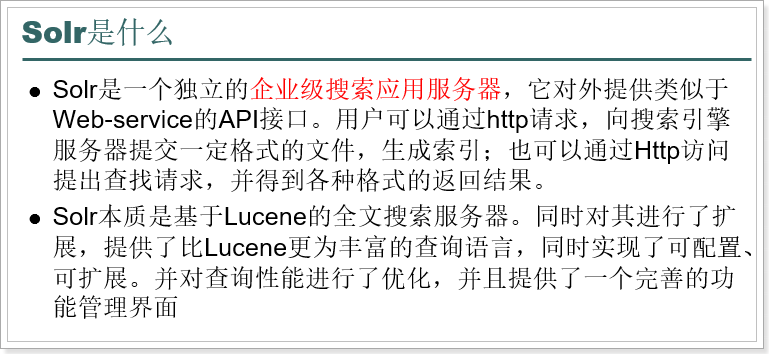 Solr是什么
Solr是一个独立的企业级搜索应用服务器，它对外提供类似于
Web-service的API接口。用户可以通过http请求，向搜索引擎
服务器提交一定格式的文件，生成索引；也可以通过Http访问
提出查找请求，并得到各种格式的返回结果。
Solr本质是基于Lucene的全文搜索服务器。同时对其进行了扩
展，提供了比Lucene更为丰富的查询语言，同时实现了可配置、
可扩展。并对查询性能进行了优化，并且提供了一个完善的功
能管理界面